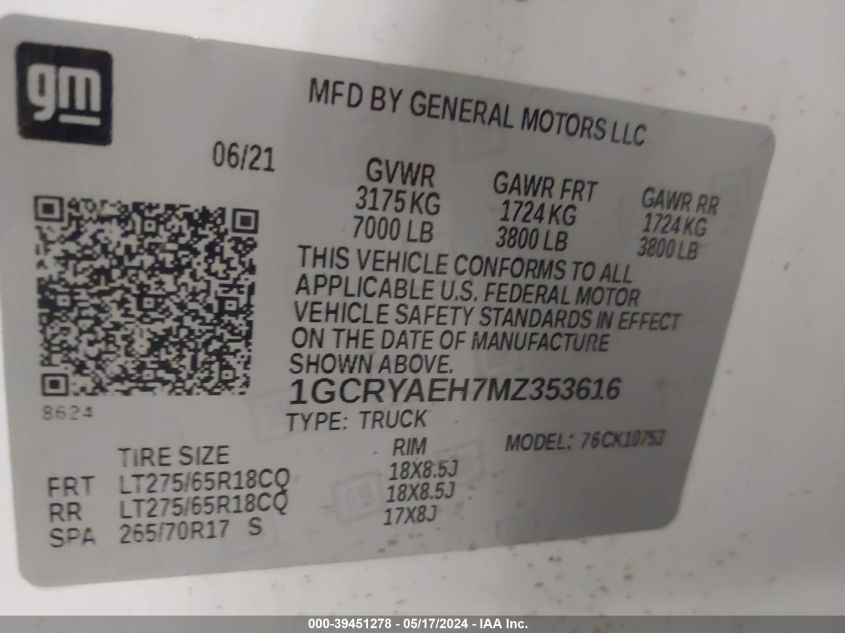 gm
MFD BY GENERAL MOTORS LLC
06/21
GVWR
3175 KG
7000 LB
GAWR FRT
1724 KG
3800 LB
GAWR RR
1724 KG
3800 LB
THIS VEHICLE CONFORMS TO ALL
APPLICABLE U.S. FEDERAL MOTOR
VEHICLE SAFETY STANDARDS IN EFFECT
ON THE DATE OF MANUFACTURE
SHOWN ABOVE.
1GCRYAEH7MZ353616
8624
TYPE: TRUCK
MODEL: 76CK10753
TIRE SIZE RIM
FRT LT275/65R18CQ 18X8.5J
RR LT275/65R18CQ 18X8.5J
SPA 265/70R17 S 17X8J
000-39451278 - 05/17/2024 - IAA Inc.